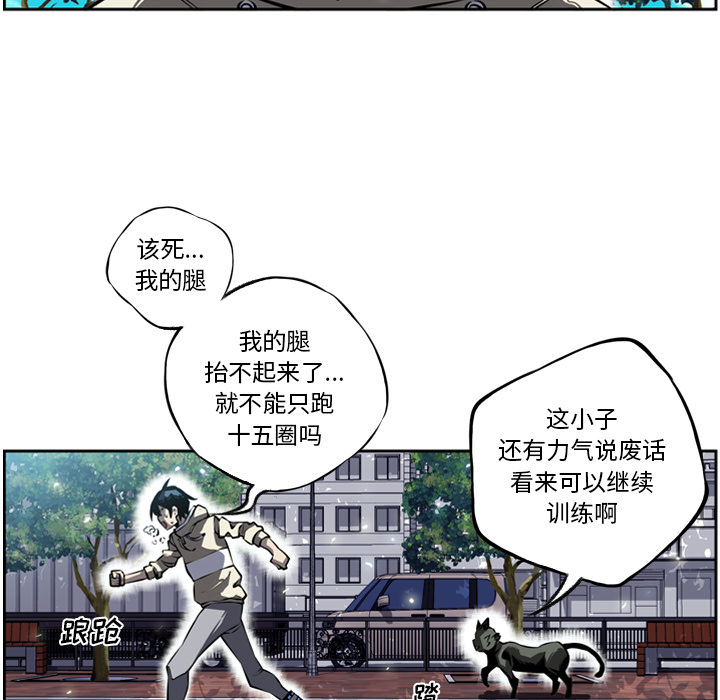 该死...
我的腿
我的腿
抬不起来了...
就不能只跑
十五圈吗
这小子
还有力气说废话
看来可以继续
训练啊
踉跄
踏